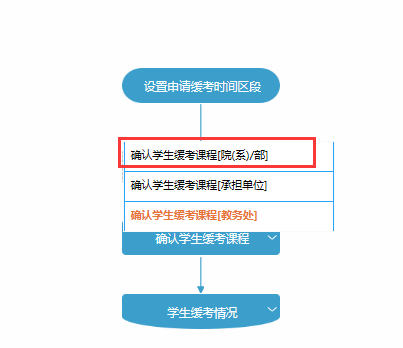 设置申请缓考时间区段
确认学生缓考课程[院(系)/部]
确认学生缓考课程[承担单位]
确认学生缓考课程[教务处]
确认学生缓考课程
学生缓考情况